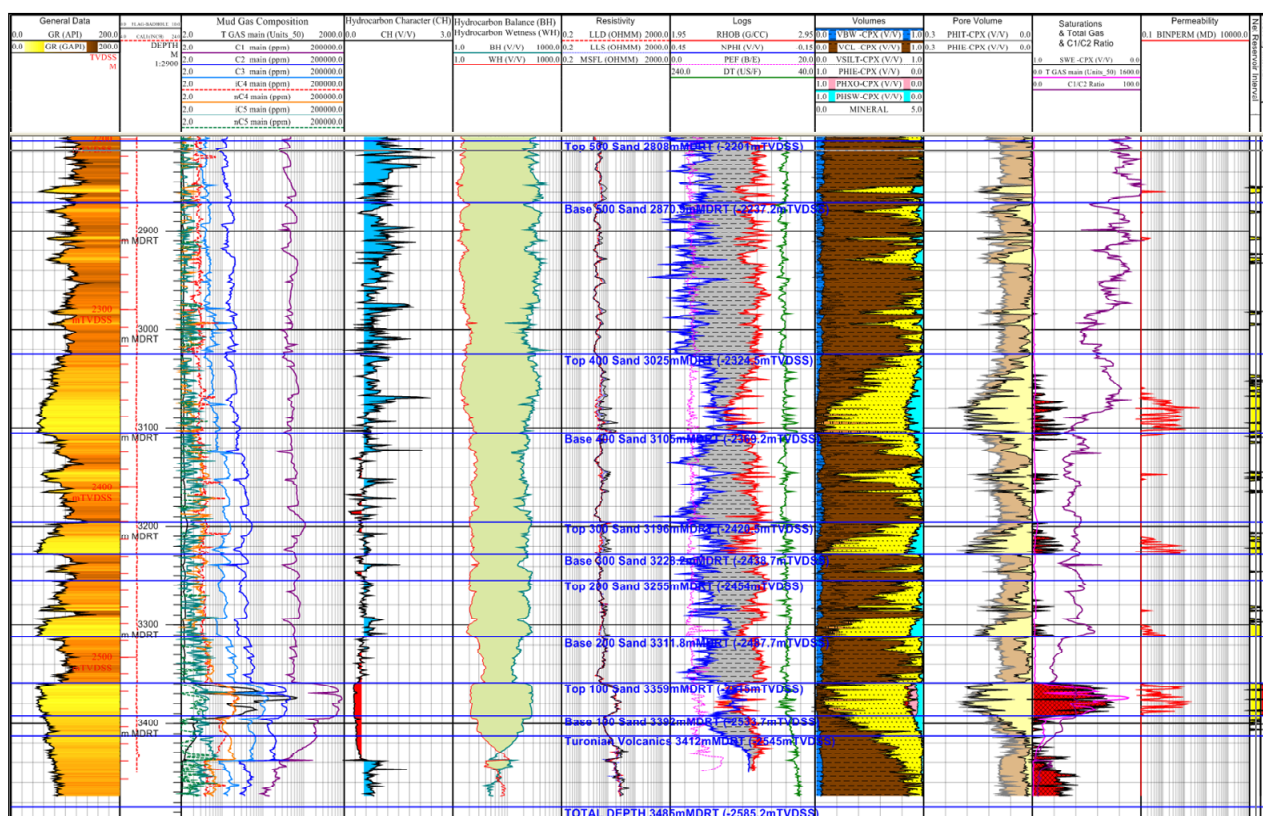 General Data
Mud Gas Composition
Hydrocarbon Character (CH)
Hydrocarbon Balance (BH)
Hydrocarbon Wetness (WH)
Resistivity
Logs
Volumes
Pore Volume
Saturations
& Total Gas
& C1/C2 Ratio
Permeability
Net Reservoir Interval
0.0 GR (API) 200.0
0.0 GR (GAPI) 200.0
TVDSS
M
DEPTH
M
1:2900
2.0 T GAS main (Units_50) 2000.0
2.0 C1 main (ppm) 200000.0
2.0 C2 main (ppm) 200000.0
2.0 C3 main (ppm) 200000.0
2.0 iC4 main (ppm) 200000.0
2.0 nC4 main (ppm) 200000.0
2.0 iC5 main (ppm) 200000.0
2.0 nC5 main (ppm) 200000.0
0.0 CH (V/V) 3.0
1.0 BH (V/V) 1000.0
1.0 WH (V/V) 1000.0
0.2 LLD (OHMM) 2000.0
0.2 LLS (OHMM) 2000.0
0.2 MSFL (OHMM) 2000.0
1.95 RHOB (G/CC) 2.95
0.45 NPHI (V/V) -0.15
0.0 PEF (B/E) 20.0
240.0 DT (US/F) 40.0
0.0 VBW -CPX (V/V) 1.0
0.0 VCL -CPX (V/V) 1.0
0.0 VSILT-CPX (V/V) 1.0
1.0 PHIE-CPX (V/V) 0.0
1.0 PHXO-CPX (V/V) 0.0
1.0 PHSW-CPX (V/V) 0.0
0.0 MINERAL 5.0
0.3 PHIT-CPX (V/V) 0.0
0.3 PHIE-CPX (V/V) 0.0
1.0 SWE -CPX (V/V) 0.0
0.0 T GAS main (Units_50) 1600.0
0.0 C1/C2 Ratio 100.0
0.1 BINPERM (MD) 10000.0
Top 500 Sand 2808mMDRT (-2201mTVDSS)
Base 500 Sand 2870.9mMDRT (-2237.2mTVDSS)
2900
m MDRT
2300
mTVDSS
3000
m MDRT
Top 400 Sand 3025mMDRT (-2324.5mTVDSS)
3100
m MDRT
Base 400 Sand 3105mMDRT (-2369.2mTVDSS)
2400
mTVDSS
3200
m MDRT
Top 300 Sand 3196mMDRT (-2420.5mTVDSS)
Base 300 Sand 3228.2mMDRT (-2438.7mTVDSS)
Top 200 Sand 3255mMDRT (-2454mTVDSS)
3300
m MDRT
Base 200 Sand 3311.8mMDRT (-2487.7mTVDSS)
2500
mTVDSS
Top 100 Sand 3359mMDRT
3400
m MDRT
Base 100 Sand 3392mMDRT (-2533.7mTVDSS)
Turonian Volcanics 3412mMDRT (-2545mTVDSS)
TOTAL DEPTH 3485mMDRT (-2585.2mTVDSS)